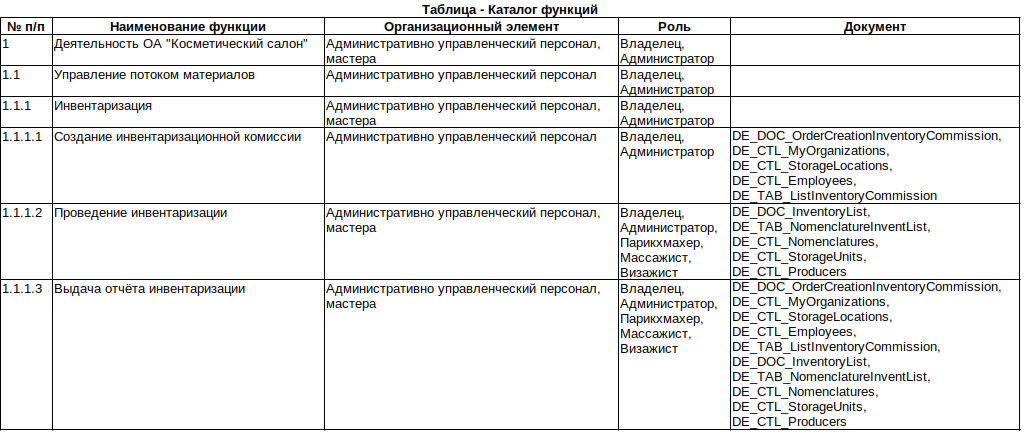 Таблица - Каталог функций
№ п/п Наименование функции Организационный элемент Роль Документ
1 Деятельность ОА "Косметический салон" Административно управленческий персонал, Владелец,
мастера Администратор
1.1 Управление потоком материалов Административно управленческий персонал Владелец,
Администратор
1.1.1 Инвентаризация Административно управленческий персонал, Владелец,
мастера Администратор
1.1.1.1 Создание инвентаризационной комиссии Административно управленческий персонал Владелец, DE_DOC_OrderCreationInventoryCommission,
Администратор DE_CTL_MyOrganizations,
DE_CTL_StorageLocations,
DE_CTL_Employees,
DE_TAB_ListInventoryCommission
1.1.1.2 Проведение инвентаризации Административно управленческий персонал, Владелец, DE_DOC_InventoryList,
мастера Администратор, DE_TAB_NomenclatureInventList,
Парикхмахер, DE_CTL_Nomenclatures,
Массажист, DE_CTL_StorageUnits,
Визажист DE_CTL_Producers
1.1.1.3 Выдача отчёта инвентаризации Административно управленческий персонал, Владелец, DE_DOC_OrderCreationInventoryCommission,
мастера Администратор, DE_CTL_MyOrganizations,
Парикхмахер, DE_CTL_StorageLocations,
Массажист, DE_CTL_Employees,
Визажист DE_TAB_ListInventoryCommission,
DE_DOC_InventoryList,
DE_TAB_NomenclatureInventList,
DE_CTL_Nomenclatures,
DE_CTL_StorageUnits,
DE_CTL_Producers